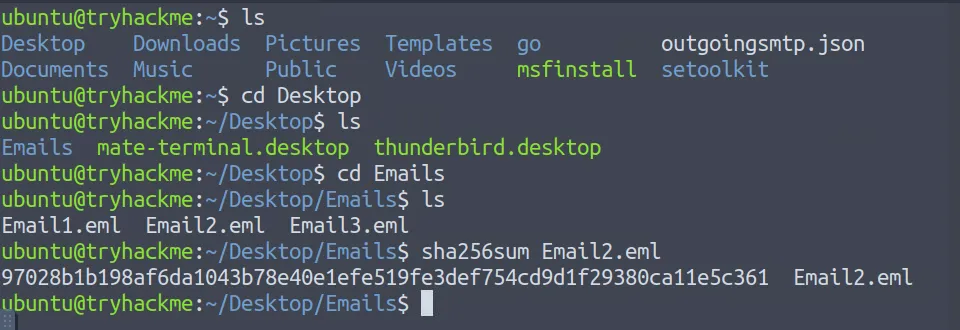 ubuntu@tryhackme:~$ ls
Desktop Downloads Pictures Templates go outgoingsmtp.json
Documents Music Public Videos msfinstall setoolkit
ubuntu@tryhackme:~$ cd Desktop
ubuntu@tryhackme:~/Desktop$ ls
Emails mate-terminal.desktop thunderbird.desktop
ubuntu@tryhackme:~/Desktop$ cd Emails
ubuntu@tryhackme:~/Desktop/Emails$ ls
Email1.eml Email2.eml Email3.eml
ubuntu@tryhackme:~/Desktop/Emails$ sha256sum Email2.eml
97028b1b198af6da1043b78e40e1efe519fe3def754cd9d1f29380ca11e5c361 Email2.eml
ubuntu@tryhackme:~/Desktop/Emails$